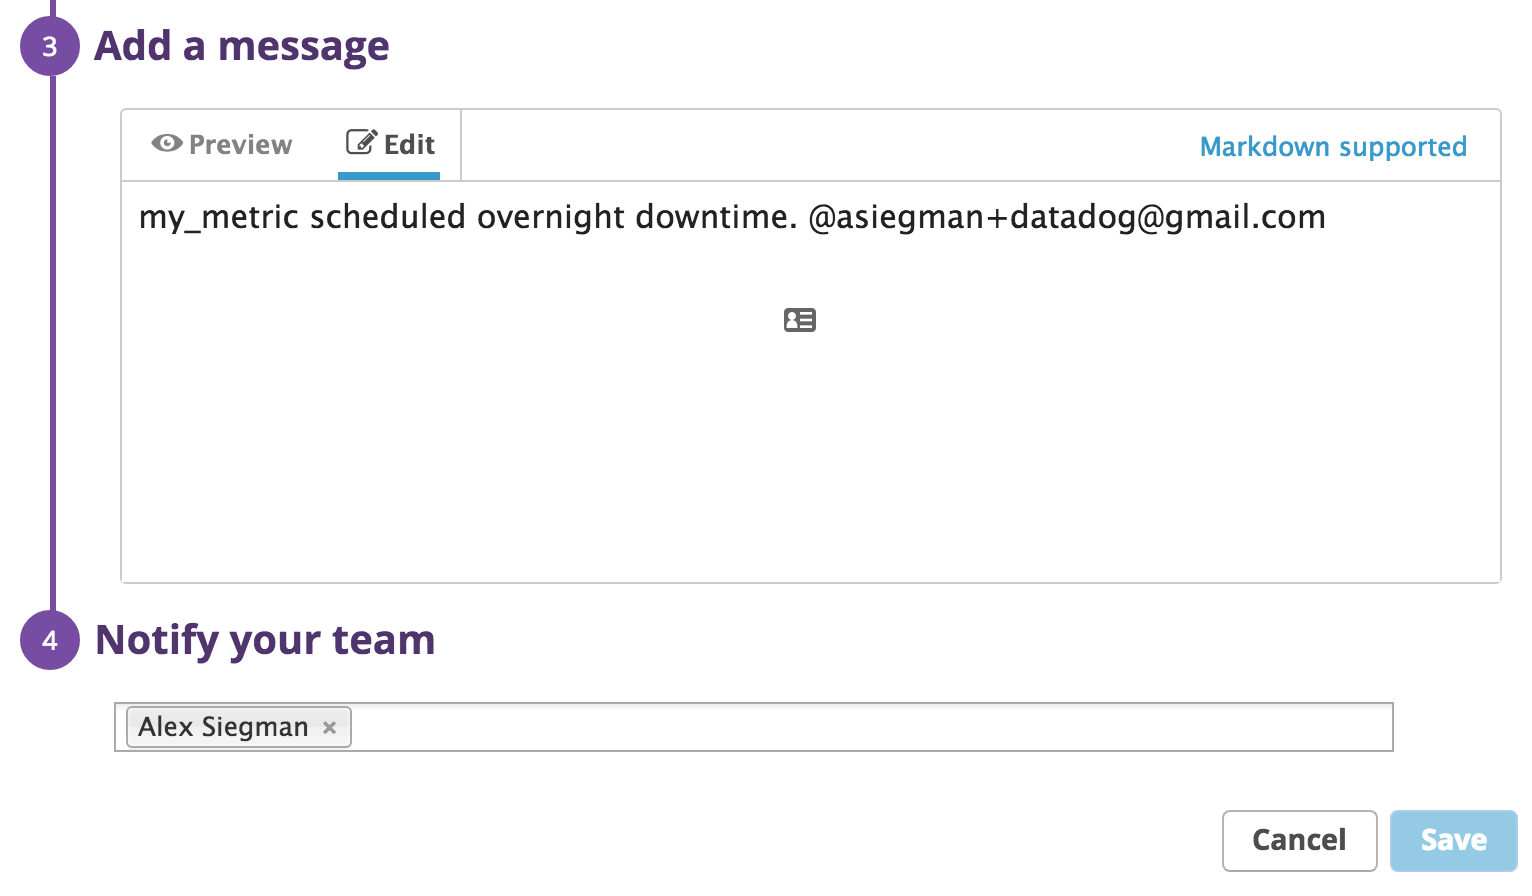 3 Add a message
Preview Edit Markdown supported
my_metric scheduled overnight downtime. @asiegman+datadog@gmail.com
4 Notify your team
Alex Siegman ×
Cancel Save